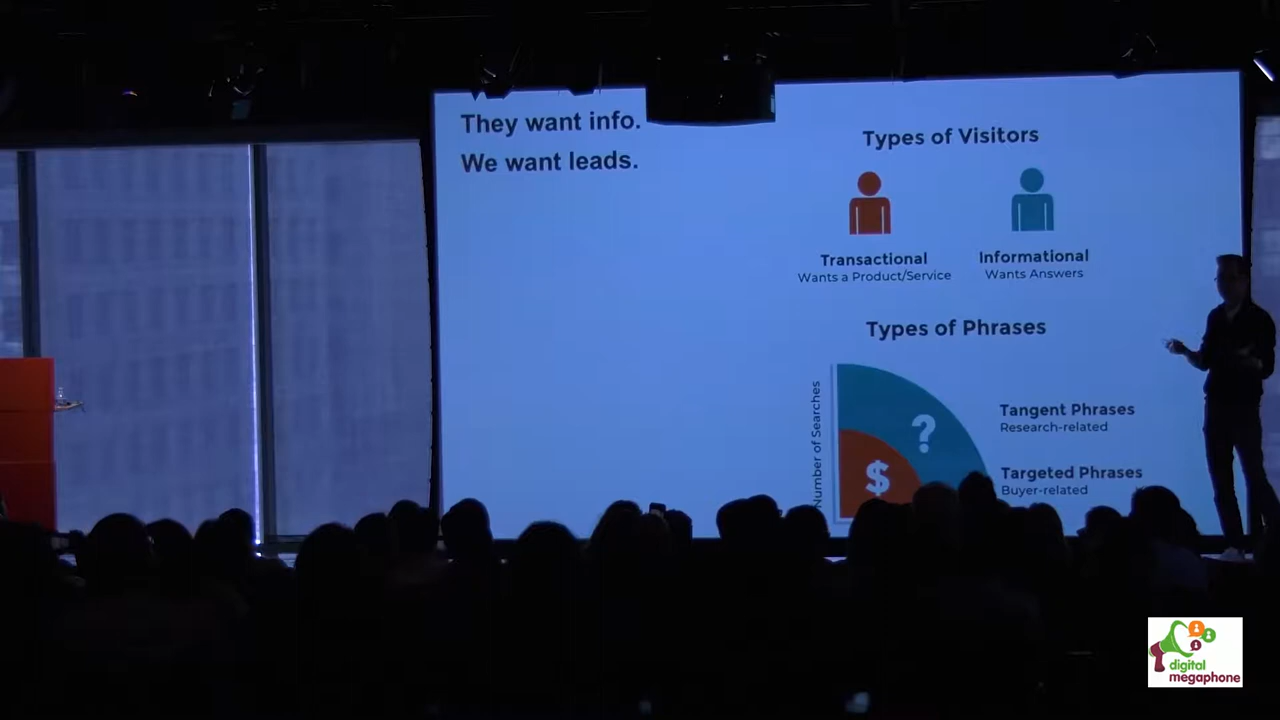 They want info.
We want leads.
Types of Visitors
Transactional
Wants a Product/Service
Informational
Wants Answers
Types of Phrases
Number of Searches
?
$
Tangent Phrases
Research-related
Targeted Phrases
Buyer-related
digital
megaphone